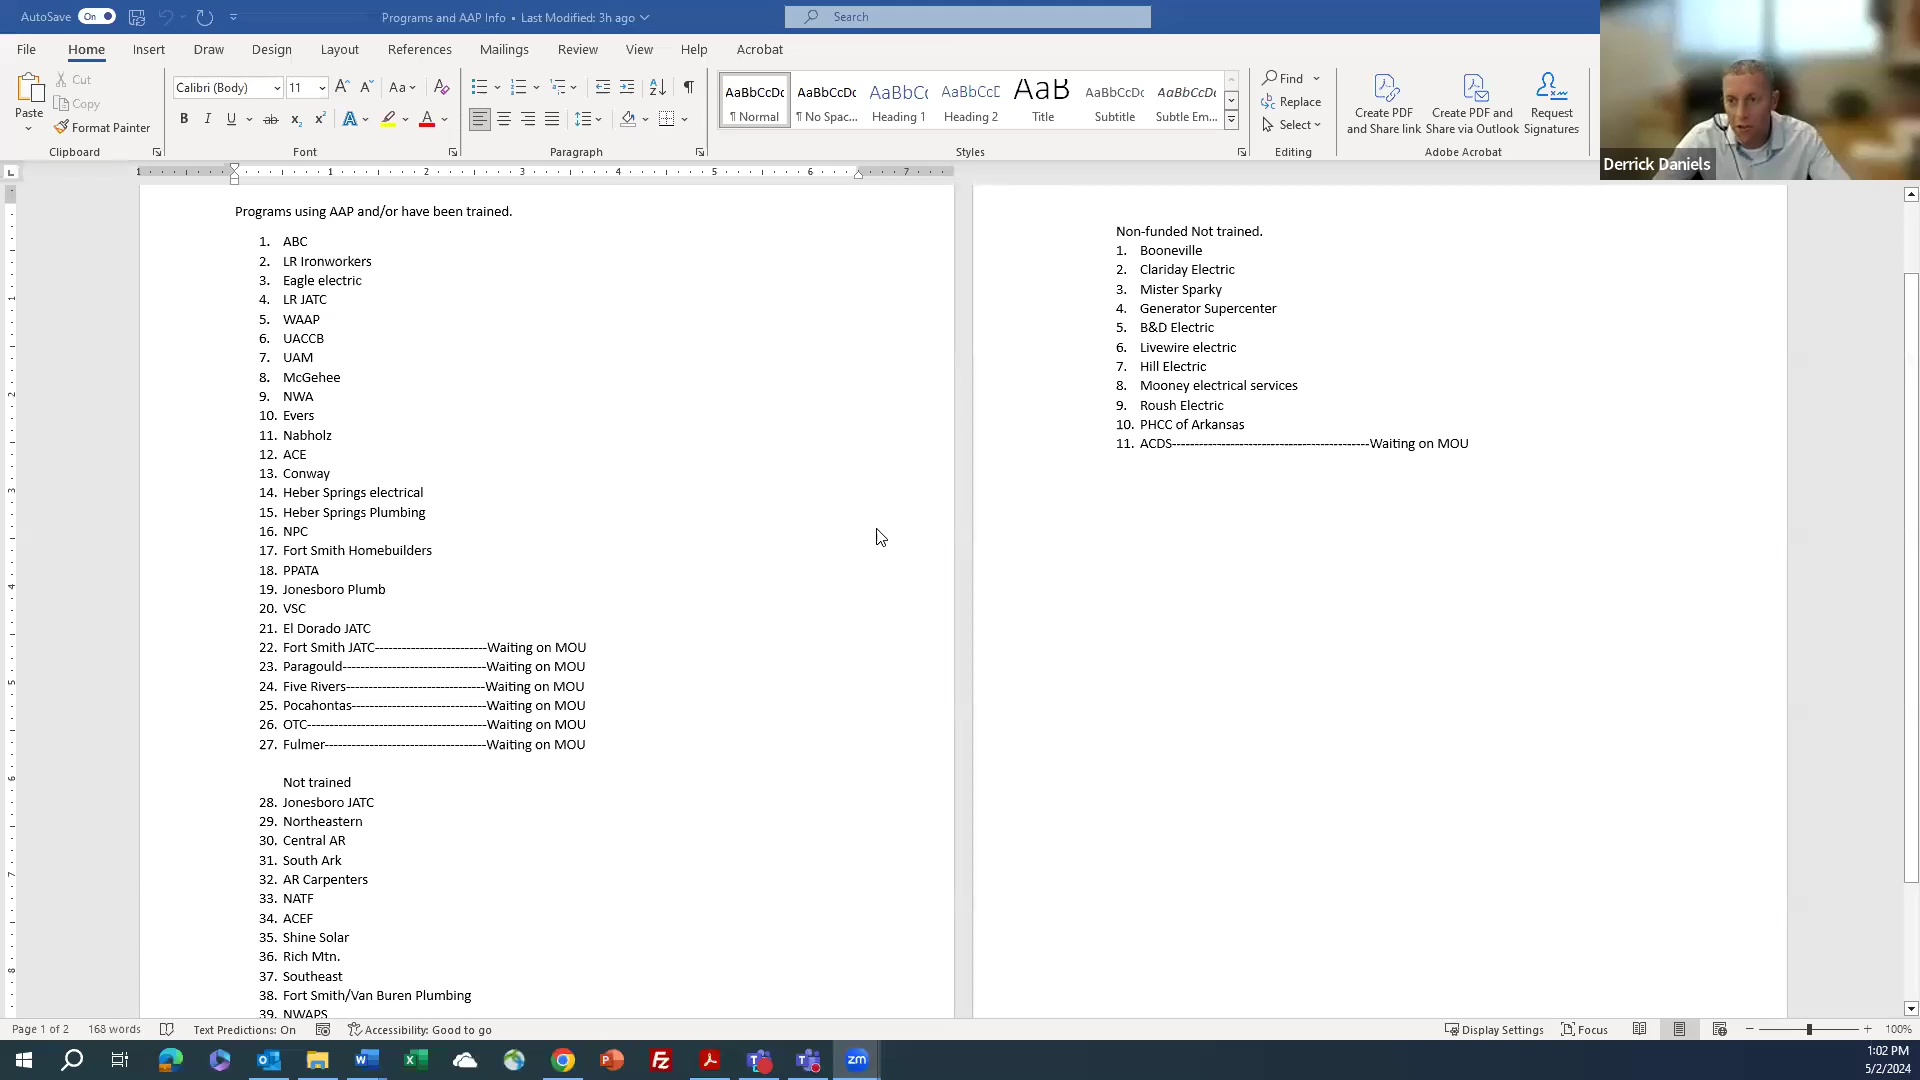 AutoSave On
Programs and AAP Info • Last Modified: 3h ago
Search
File Home Insert Draw Design Layout References Mailings Review View Help Acrobat
Paste
Cut
Copy
Format Painter
Clipboard
Calibri (Body) 11
Font
Paragraph
AaBbCcDc AaBbCcDc AaBbCc AaBbCcD AaB AaBbCcDc AaBbCcDc
¶ Normal ¶ No Spac... Heading 1 Heading 2 Title Subtitle Subtle Em...
Styles
Find
Replace
Select
Editing
Create PDF and Share link
Create PDF and Share via Outlook
Request Signatures
Adobe Acrobat
Derrick Daniels
1 1 2 3 4 5 6 7
Programs using AAP and/or have been trained.
1. ABC
2. LR Ironworkers
3. Eagle electric
4. LR JATC
5. WAAP
6. UACCB
7. UAM
8. McGehee
9. NWA
10. Evers
11. Nabholz
12. ACE
13. Conway
14. Heber Springs electrical
15. Heber Springs Plumbing
16. NPC
17. Fort Smith Homebuilders
18. PPATA
19. Jonesboro Plumb
20. VSC
21. El Dorado JATC
22. Fort Smith JATC-------------------------Waiting on MOU
23. Paragould--------------------------------Waiting on MOU
24. Five Rivers-------------------------------Waiting on MOU
25. Pocahontas------------------------------Waiting on MOU
26. OTC----------------------------------------Waiting on MOU
27. Fulmer------------------------------------Waiting on MOU
Not trained
28. Jonesboro JATC
29. Northeastern
30. Central AR
31. South Ark
32. AR Carpenters
33. NATF
34. ACEF
35. Shine Solar
36. Rich Mtn.
37. Southeast
38. Fort Smith/Van Buren Plumbing
39. NWAPS
Non-funded Not trained.
1. Booneville
2. Clariday Electric
3. Mister Sparky
4. Generator Supercenter
5. B&D Electric
6. Livewire electric
7. Hill Electric
8. Mooney electrical services
9. Roush Electric
10. PHCC of Arkansas
11. ACDS--------------------------------------------Waiting on MOU
Page 1 of 2 168 words Text Predictions: On Accessibility: Good to go
Display Settings Focus 100%
zm
1:02 PM
5/2/2024